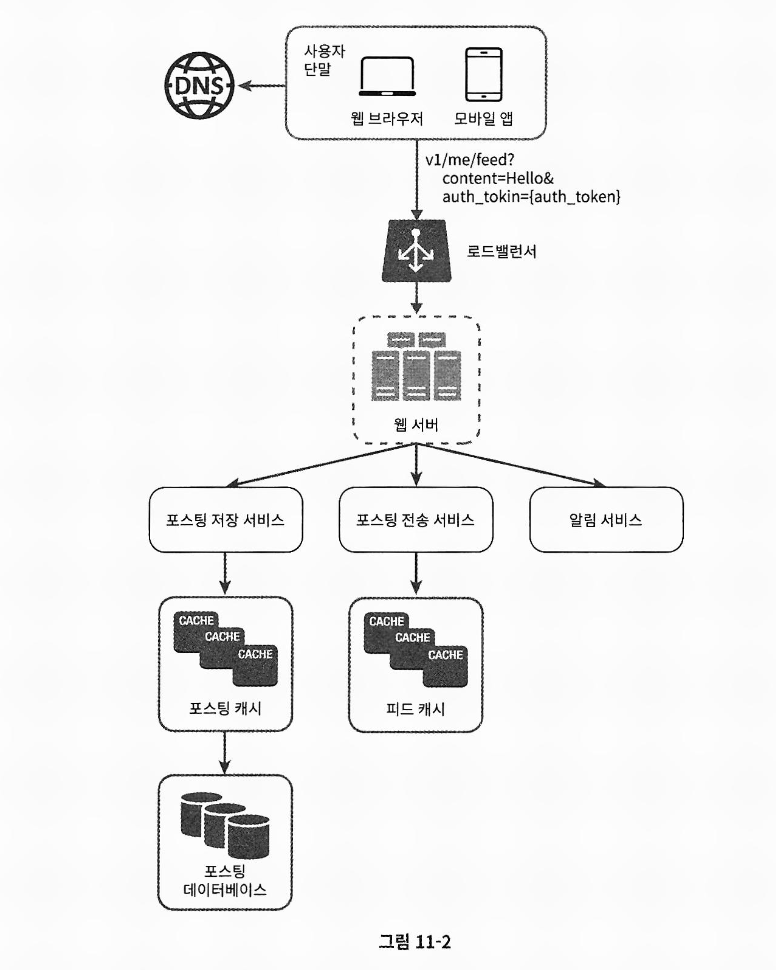 사용자
단말
DNS
웹 브라우저
모바일 앱
v1/me/feed?
content=Hello&
auth_tokin={auth_token}
로드밸런서
웹 서버
포스팅 저장 서비스
포스팅 전송 서비스
알림 서비스
CACHE
CACHE
CACHE
포스팅 캐시
CACHE
CACHE
CACHE
피드 캐시
포스팅
데이터베이스
그림 11-2